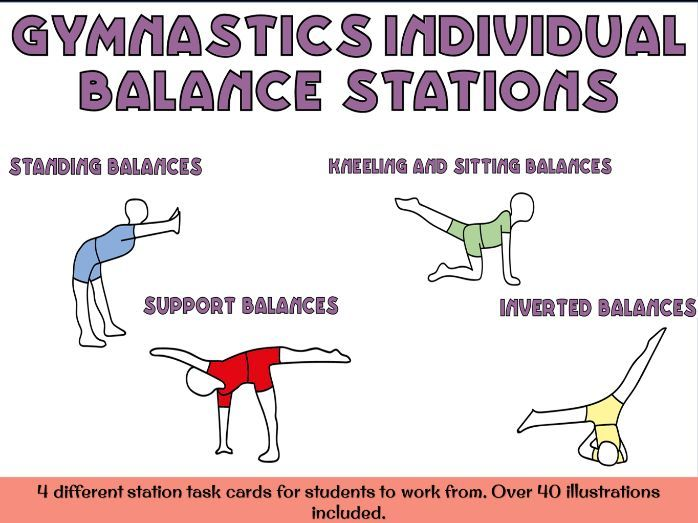 GYMNASTICS INDIVIDUAL
BALANCE STATIONS
STANDING BALANCES
KNEELING AND SITTING BALANCES
SUPPORT BALANCES
INVERTED BALANCES
4 different station task cards for students to work from. Over 40 illustrations
included.